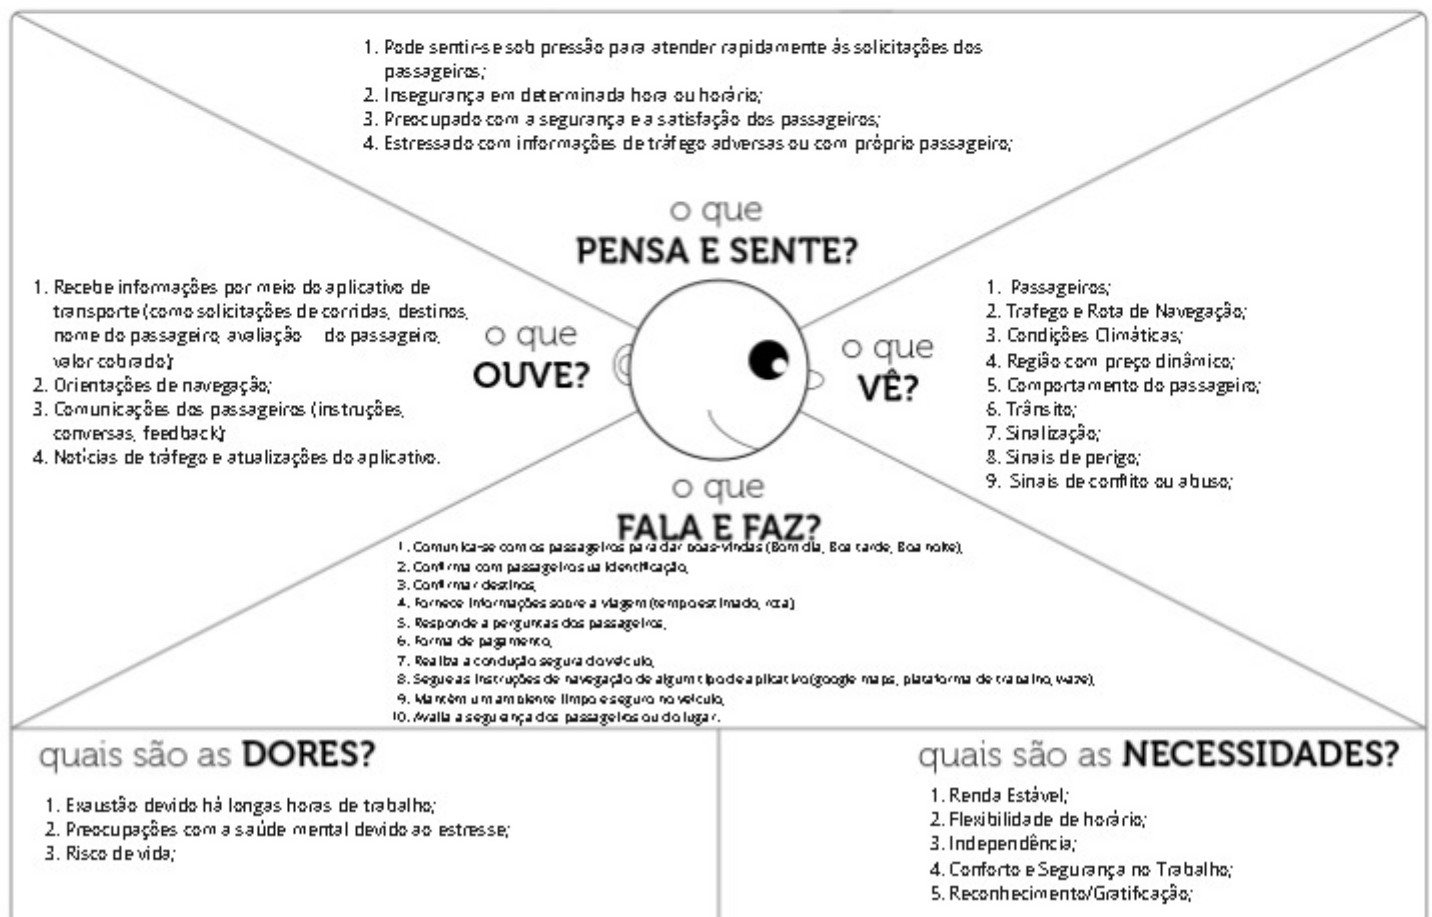 1. Pode sentir-se sob pressão para atender rapidamente às solicitações dos
passageiros;
2. Insegurança em determinada hora ou horário;
3. Preocupado com a segurança e a satisfação dos passageiros;
4. Estressado com informações de tráfego adversas ou com próprio passageiro;
o que
PENSA E SENTE?
1. Recebe informações por meio do aplicativo de
transporte (como solicitações de corridas, destinos,
nome do passageiro, avaliação do passageiro,
valor cobrado);
2. Orientações de navegação;
3. Comunicações dos passageiros (instruções,
conversas, feedback);
4. Notícias de tráfego e atualizações do aplicativo.
o que
OUVE?
o que
VÊ?
1. Passageiros;
2. Trafego e Rota de Navegação;
3. Condições Climáticas;
4. Região com preço dinâmico;
5. Comportamento do passageiro;
6. Trânsito;
7. Sinalização;
8. Sinais de perigo;
9. Sinais de conflito ou abuso;
o que
FALA E FAZ?
1. Comunica-se com os passageiros para dar boas-vindas (Bom dia, Boa tarde, Boa noite),
2. Confirma com passageiro sua identificação,
3. Confirmar destinos,
4. Fornece informações sobre a viagem (tempo estimado, rota)
5. Responde a perguntas dos passageiros,
6. Forma de pagamento,
7. Realiza a condução segura do veículo,
8. Segue as instruções de navegação de algum tipo de aplicativo (google maps, plataforma de trabalho, waze),
9. Mantém um ambiente limpo e seguro no veículo,
10. Avalia a segurança dos passageiros ou do lugar.
quais são as DORES?
1. Exaustão devido há longas horas de trabalho;
2. Preocupações com a saúde mental devido ao estresse;
3. Risco de vida;
quais são as NECESSIDADES?
1. Renda Estável;
2. Flexibilidade de horário;
3. Independência;
4. Conforto e Segurança no Trabalho;
5. Reconhecimento/Gratificação;